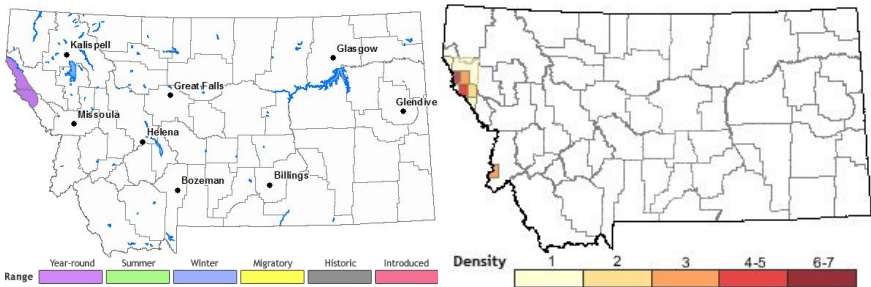 Kalispell
Glasgow
Great Falls
Glendive
Missoula
Helena
Bozeman
Billings
Range
Year-round Summer Winter Migratory Historic Introduced
Density
1 2 3 4-5 6-7